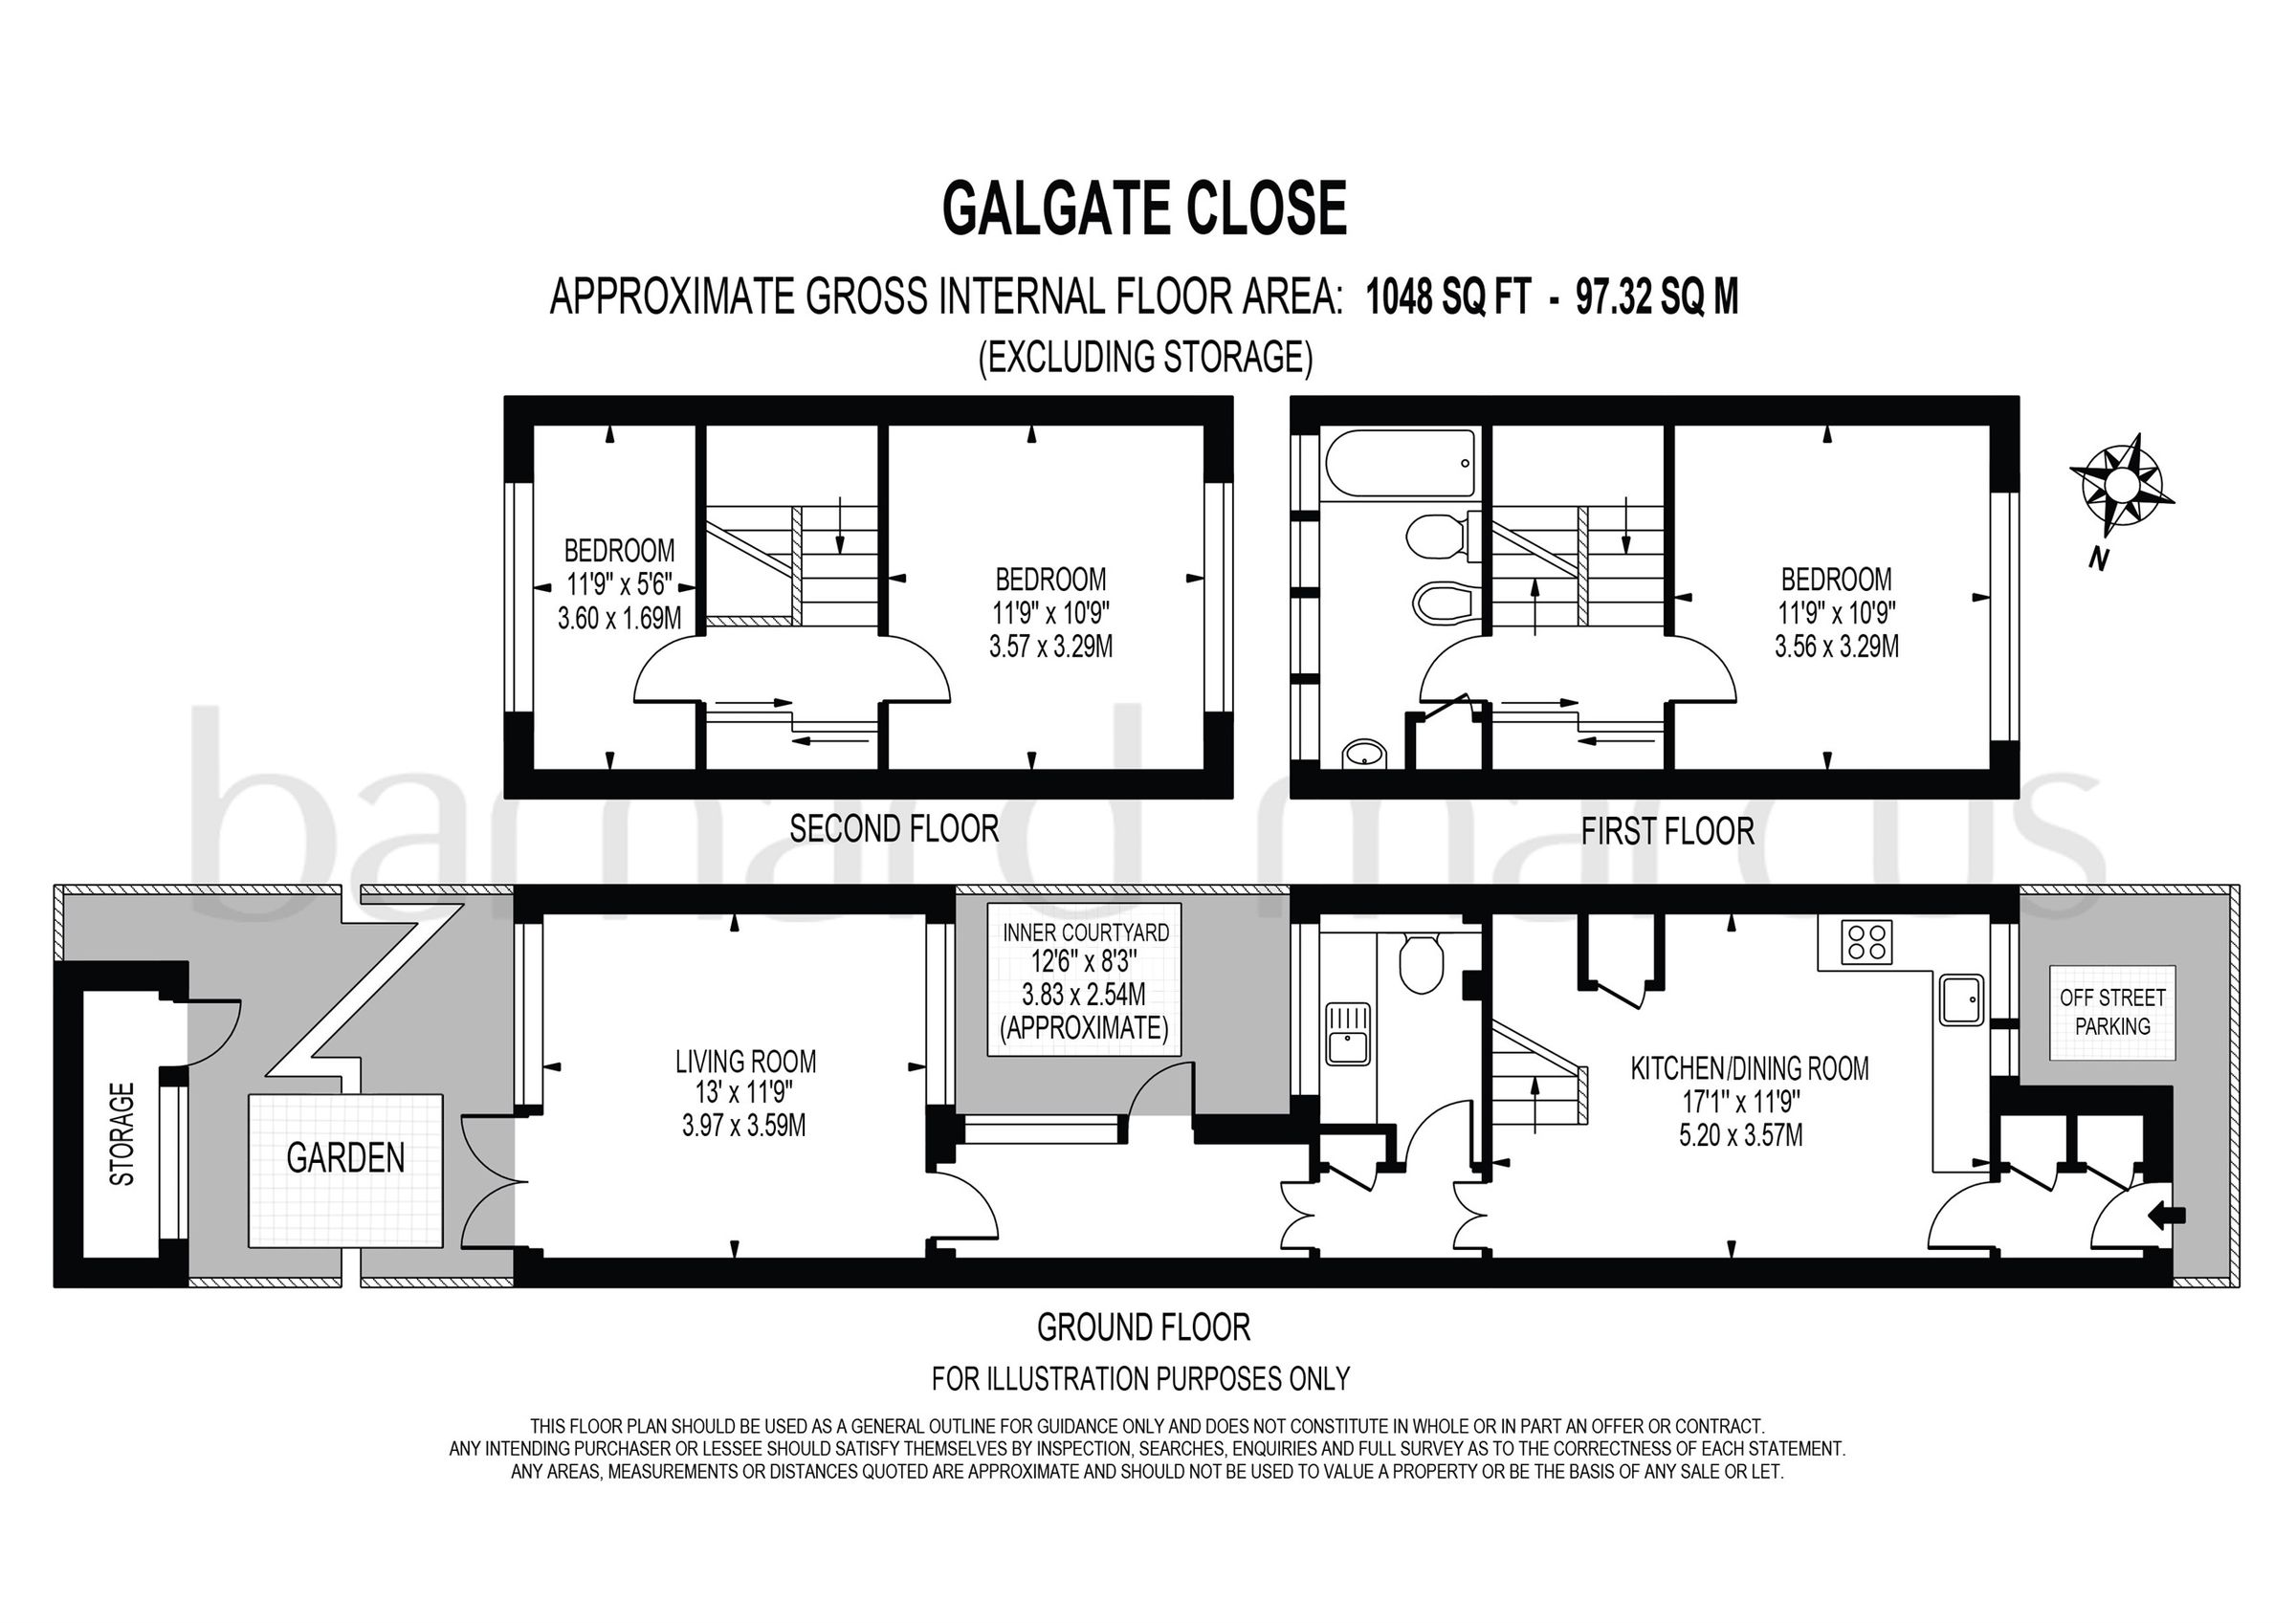 GALGATE CLOSE
APPROXIMATE GROSS INTERNAL FLOOR AREA: 1048 SQ FT - 97.32 SQ M
(EXCLUDING STORAGE)
BEDROOM
11'9" x 5'6"
3.60 x 1.69M
BEDROOM
11'9" x 10'9"
3.57 x 3.29M
SECOND FLOOR
BEDROOM
11'9" x 10'9"
3.56 x 3.29M
FIRST FLOOR
N
barnard marcus
STORAGE
GARDEN
LIVING ROOM
13' x 11'9"
3.97 x 3.59M
INNER COURTYARD
12'6" x 8'3"
3.83 x 2.54M
(APPROXIMATE)
KITCHEN/DINING ROOM
17'1" x 11'9"
5.20 x 3.57M
OFF STREET
PARKING
GROUND FLOOR
FOR ILLUSTRATION PURPOSES ONLY
THIS FLOOR PLAN SHOULD BE USED AS A GENERAL OUTLINE FOR GUIDANCE ONLY AND DOES NOT CONSTITUTE IN WHOLE OR IN PART AN OFFER OR CONTRACT.
ANY INTENDING PURCHASER OR LESSEE SHOULD SATISFY THEMSELVES BY INSPECTION, SEARCHES, ENQUIRIES AND FULL SURVEY AS TO THE CORRECTNESS OF EACH STATEMENT.
ANY AREAS, MEASUREMENTS OR DISTANCES QUOTED ARE APPROXIMATE AND SHOULD NOT BE USED TO VALUE A PROPERTY OR BE THE BASIS OF ANY SALE OR LET.